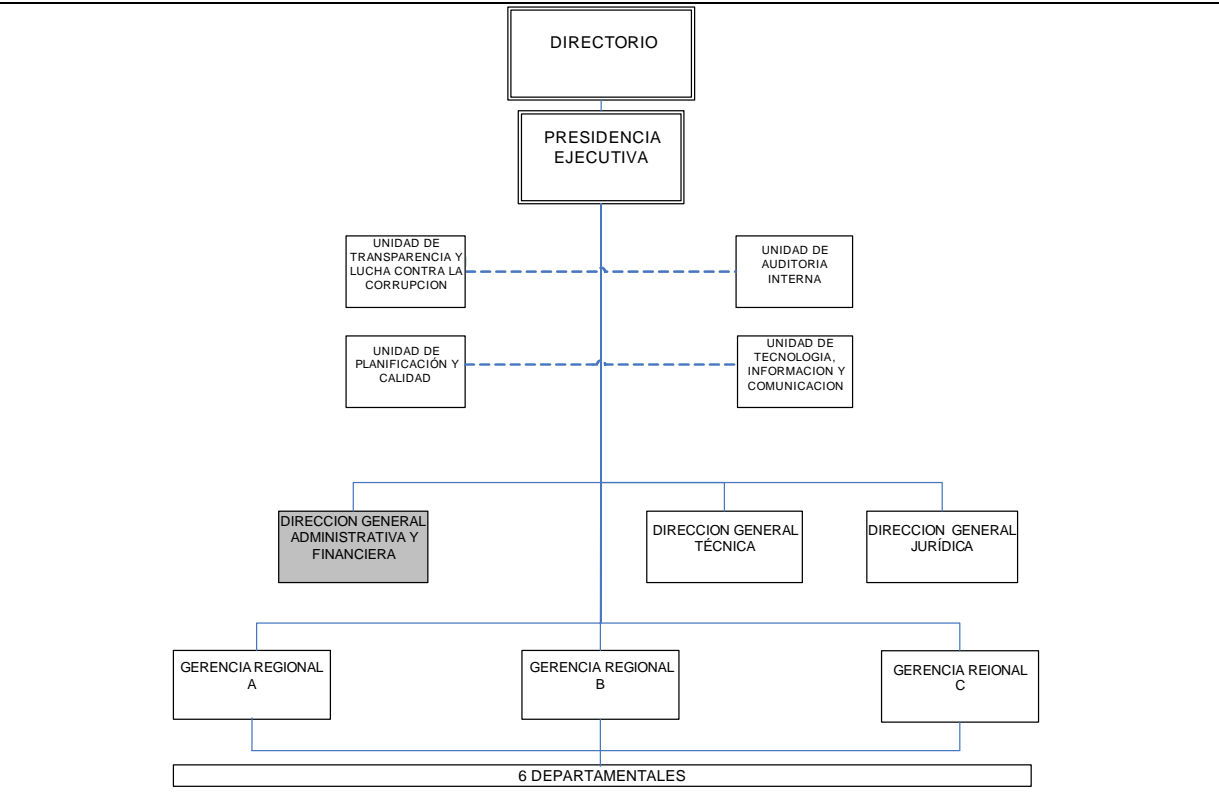 DIRECTORIO
PRESIDENCIA
EJECUTIVA
UNIDAD DE
TRANSPARENCIA Y
LUCHA CONTRA LA
CORRUPCION
UNIDAD DE
AUDITORIA
INTERNA
UNIDAD DE
PLANIFICACIÓN Y
CALIDAD
UNIDAD DE
TECNOLOGIA,
INFORMACION Y
COMUNICACION
DIRECCION GENERAL
ADMINISTRATIVA Y
FINANCIERA
DIRECCION GENERAL
TÉCNICA
DIRECCION GENERAL
JURÍDICA
GERENCIA REGIONAL
A
GERENCIA REGIONAL
B
GERENCIA REIONAL
C
6 DEPARTAMENTALES